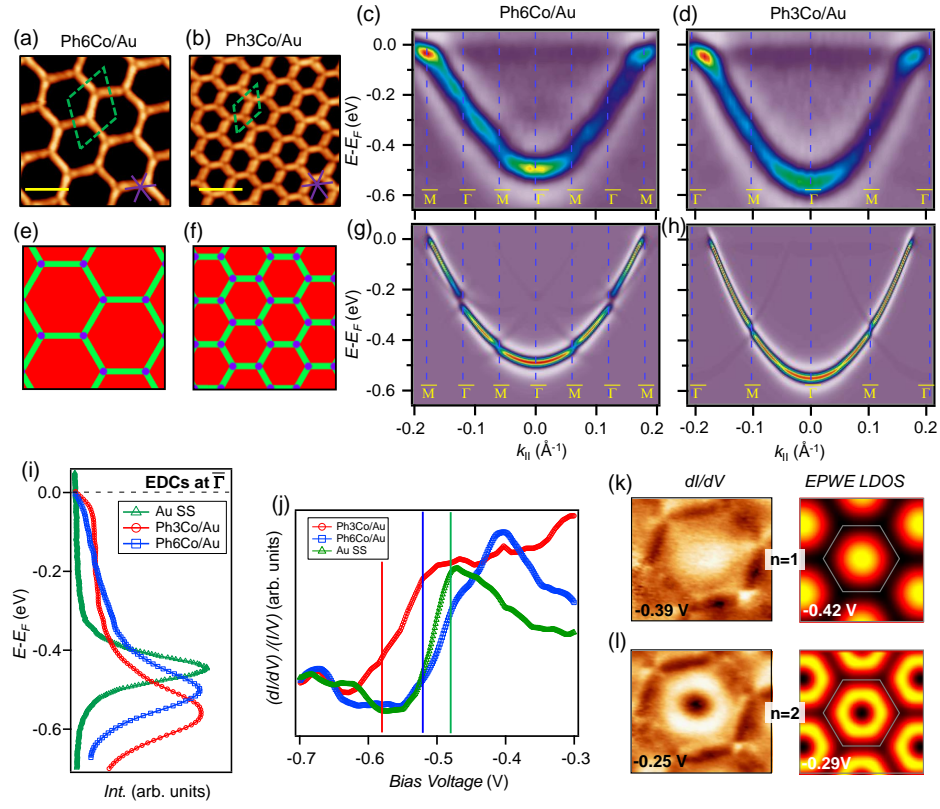 Ph6Co/Au
Ph3Co/Au
(a)
Ph6Co/Au
(b)
Ph3Co/Au
(c)
(d)
0.0
-0.2
-0.4
-0.6
E-E_F (eV)
M̅ Γ̅ M̅ Γ̅ M̅ Γ̅ M̅
Γ̅ M̅ Γ̅ M̅ Γ̅
(e)
(f)
(g)
(h)
0.0
-0.2
-0.4
-0.6
E-E_F (eV)
M̅ Γ̅ M̅ Γ̅ M̅ Γ̅ M̅
Γ̅ M̅ Γ̅ M̅ Γ̅
-0.2 -0.1 0.0 0.1 0.2
-0.2 -0.1 0.0 0.1 0.2
k_II (Å⁻¹)
k_II (Å⁻¹)
(i)
EDCs at Γ̅
Au SS
Ph3Co/Au
Ph6Co/Au
0.0
-0.2
-0.4
-0.6
E-E_F (eV)
Int. (arb. units)
(j)
Ph3Co/Au
Ph6Co/Au
Au SS
(dI/dV) /(I/V) (arb. units)
-0.7 -0.6 -0.5 -0.4 -0.3
Bias Voltage (V)
(k)
dI/dV
EPWE LDOS
n=1
-0.39 V
-0.42 V
(l)
n=2
-0.25 V
-0.29V